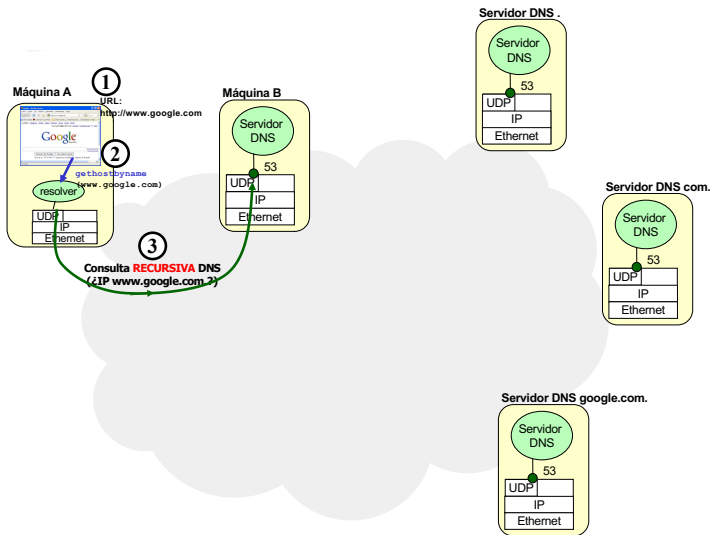 Servidor DNS .
Servidor
DNS
53
UDP
IP
Ethernet
Máquina A
1
URL:
http://www.google.com
Google
2
gethostbyname
(www.google.com)
resolver
UDP
IP
Ethernet
Máquina B
Servidor
DNS
53
UDP
IP
Ethernet
3
Consulta RECURSIVA DNS
(¿IP www.google.com ?)
Servidor DNS com.
Servidor
DNS
53
UDP
IP
Ethernet
Servidor DNS google.com.
Servidor
DNS
53
UDP
IP
Ethernet